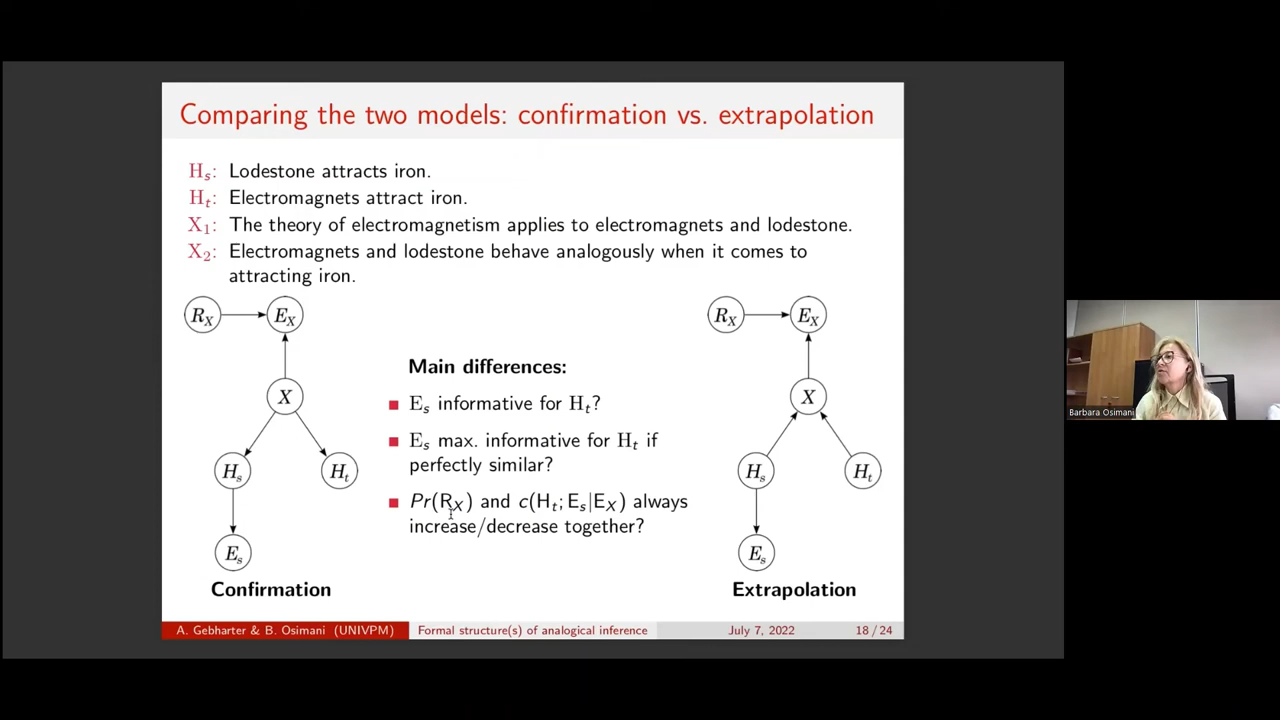 Comparing the two models: confirmation vs. extrapolation
Hs: Lodestone attracts iron.
Ht: Electromagnets attract iron.
X1: The theory of electromagnetism applies to electromagnets and lodestone.
X2: Electromagnets and lodestone behave analogously when it comes to
attracting iron.
RX
EX
X
Hs
Ht
Es
Confirmation
Main differences:
Es informative for Ht?
Es max. informative for Ht if
perfectly similar?
Pr(RX) and c(Ht; Es|EX) always
increase/decrease together?
RX
EX
X
Hs
Ht
Es
Extrapolation
A. Gebharter & B. Osimani (UNIVPM)
Formal structure(s) of analogical inference
July 7, 2022
18 / 24
Barbara Osimani